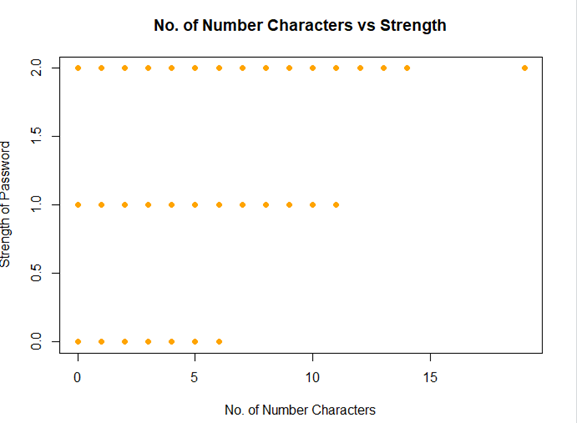 No. of Number Characters vs Strength
Strength of Password
2.0
1.5
1.0
0.5
0.0
0 5 10 15
No. of Number Characters